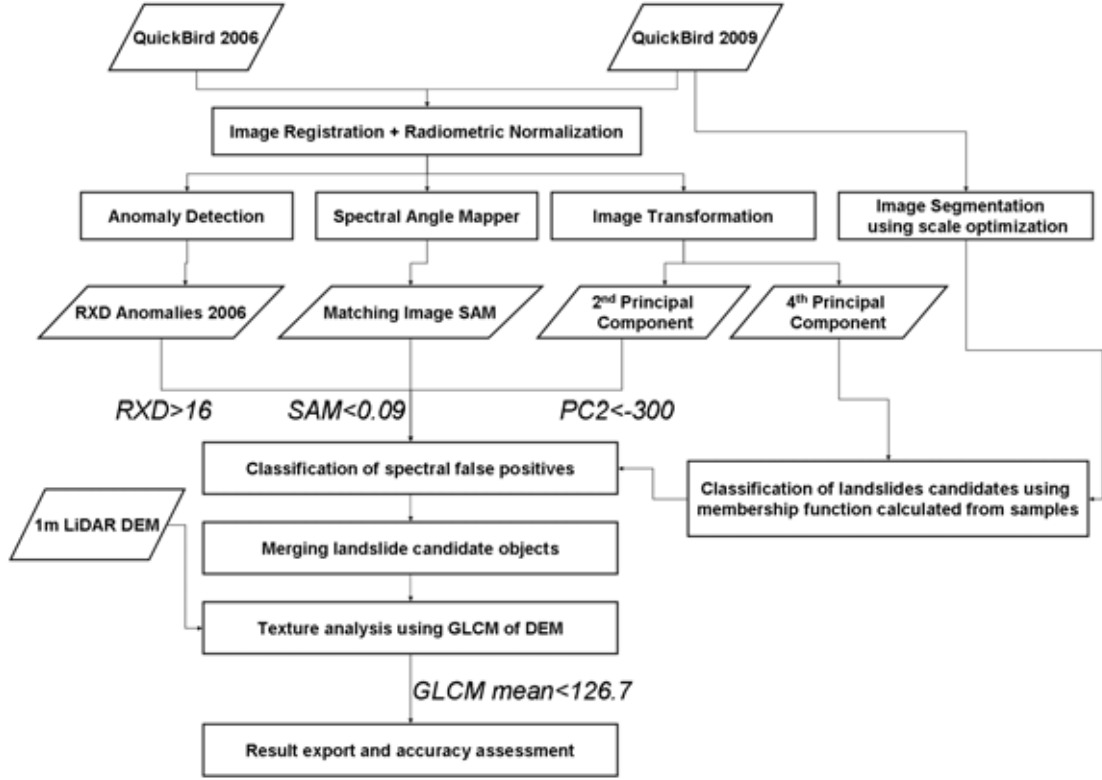 QuickBird 2006
QuickBird 2009
Image Registration + Radiometric Normalization
Anomaly Detection
Spectral Angle Mapper
Image Transformation
Image Segmentation
using scale optimization
RXD Anomalies 2006
Matching Image SAM
2nd Principal
Component
4th Principal
Component
RXD>16
SAM<0.09
PC2<-300
Classification of spectral false positives
Classification of landslides candidates using
membership function calculated from samples
1m LiDAR DEM
Merging landslide candidate objects
Texture analysis using GLCM of DEM
GLCM mean<126.7
Result export and accuracy assessment